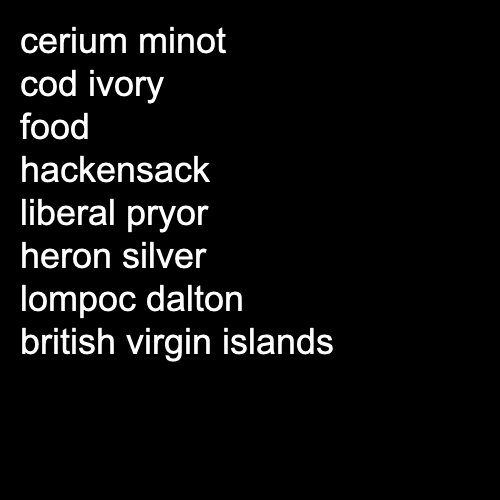 cerium minot
cod ivory
food
hackensack
liberal pryor
heron silver
lompoc dalton
british virgin islands